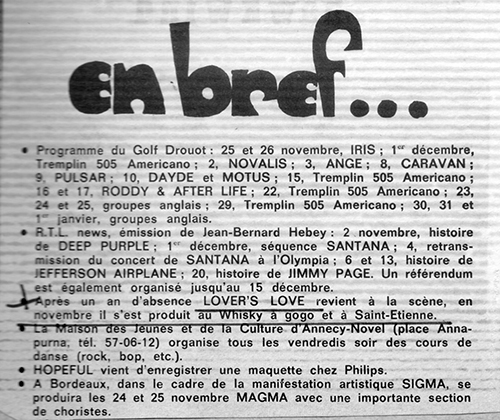 en bref...
• Programme du Golf Drouot : 25 et 26 novembre, IRIS ; 1er décembre,
Tremplin 505 Americano ; 2, NOVALIS ; 3, ANGE ; 8, CARAVAN ;
9, PULSAR ; 10, DAYDE et MOTUS ; 15, Tremplin 505 Americano ;
16 et 17, RODDY & AFTER LIFE ; 22, Tremplin 505 Americano ; 23,
24 et 25, groupes anglais ; 29, Tremplin 505 Americano ; 30, 31 et
1er janvier, groupes anglais.
• R.T.L. news, émission de Jean-Bernard Hebey : 2 novembre, histoire
de DEEP PURPLE ; 1er décembre, séquence SANTANA ; 4, retrans-
mission du concert de SANTANA à l'Olympia ; 6 et 13, histoire de
JEFFERSON AIRPLANE ; 20, histoire de JIMMY PAGE. Un référendum
est également organisé jusqu'au 15 décembre.
• Après un an d'absence LOVER'S LOVE revient à la scène, en
novembre il s'est produit au Whisky à gogo et à Saint-Etienne.
• La Maison des Jeunes et de la Culture d'Annecy-Novel (place Anna-
purna, tél. 57-06-12) organise tous les vendredis soir des cours de
danse (rock, bop, etc.).
• HOPEFUL vient d'enregistrer une maquette chez Philips.
• A Bordeaux, dans le cadre de la manifestation artistique SIGMA, se
produira les 24 et 25 novembre MAGMA avec une importante section
de choristes.